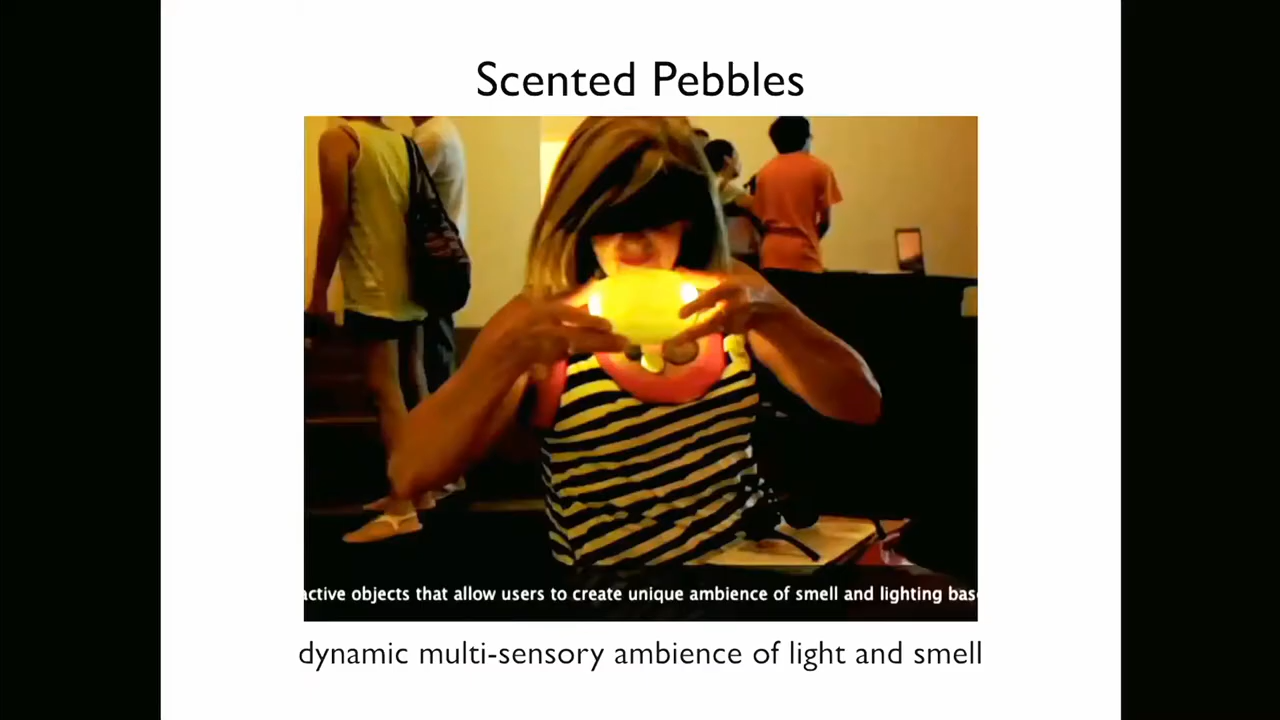 Scented Pebbles
active objects that allow users to create unique ambience of smell and lighting bas
dynamic multi-sensory ambience of light and smell